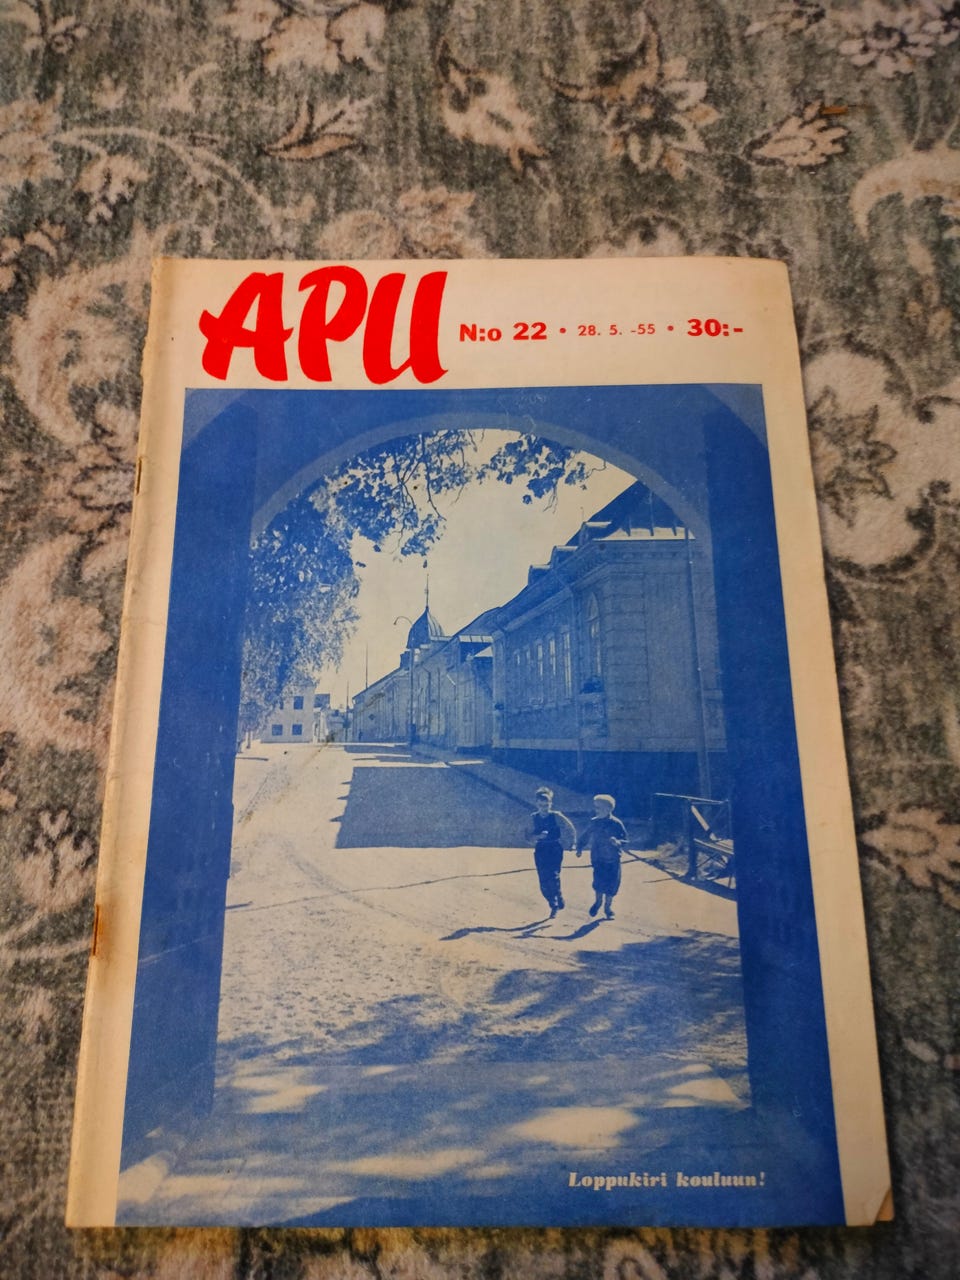 APU N:o 22 • 28. 5. -55 • 30:-
Loppukiri kouluun!